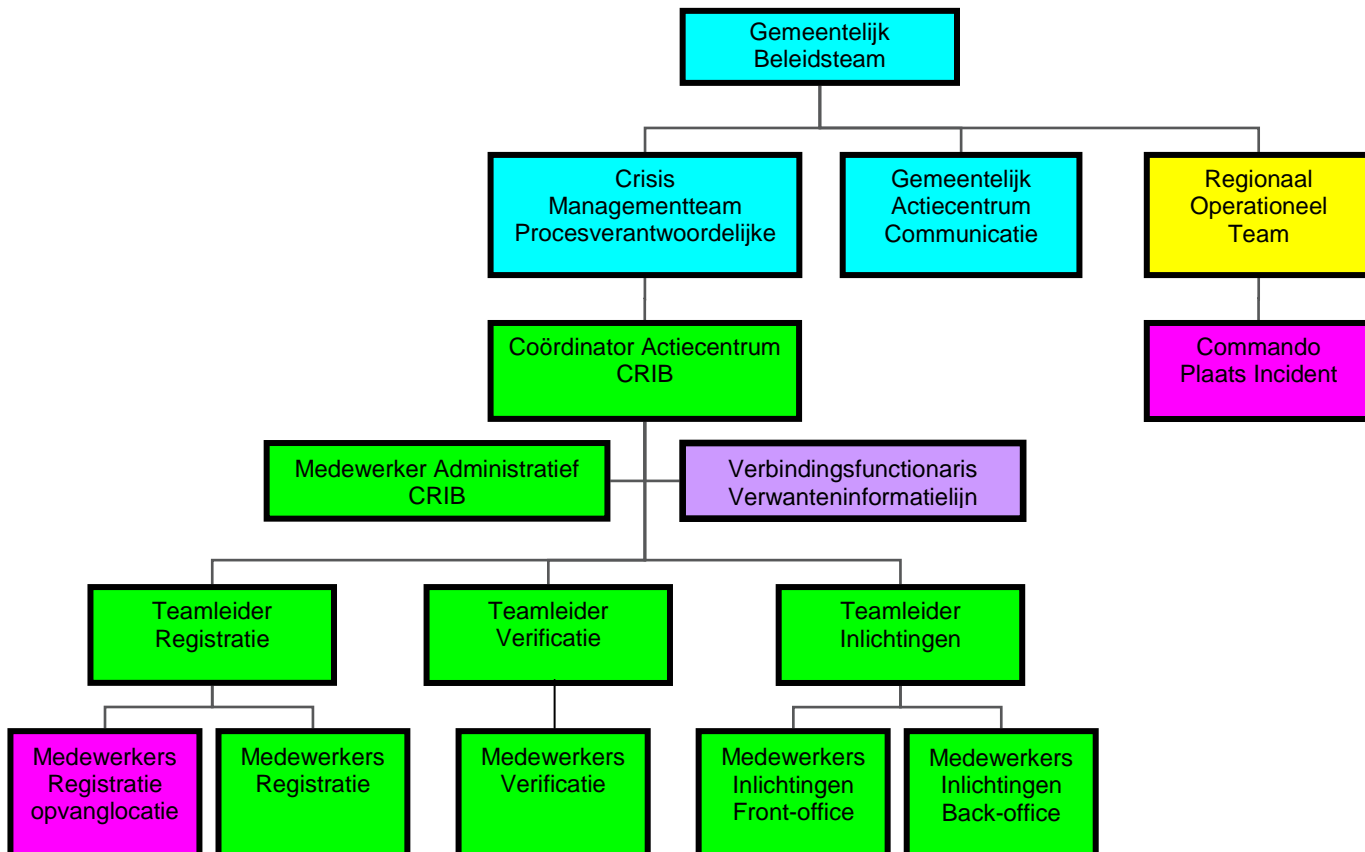 Gemeentelijk
Beleidsteam
Crisis
Managementteam
Procesverantwoordelijke
Gemeentelijk
Actiecentrum
Communicatie
Regionaal
Operationeel
Team
Coördinator Actiecentrum
CRIB
Commando
Plaats Incident
Medewerker Administratief
CRIB
Verbindingsfunctionaris
Verwanteninformatielijn
Teamleider
Registratie
Teamleider
Verificatie
Teamleider
Inlichtingen
Medewerkers
Registratie
opvanglocatie
Medewerkers
Registratie
Medewerkers
Verificatie
Medewerkers
Inlichtingen
Front-office
Medewerkers
Inlichtingen
Back-office